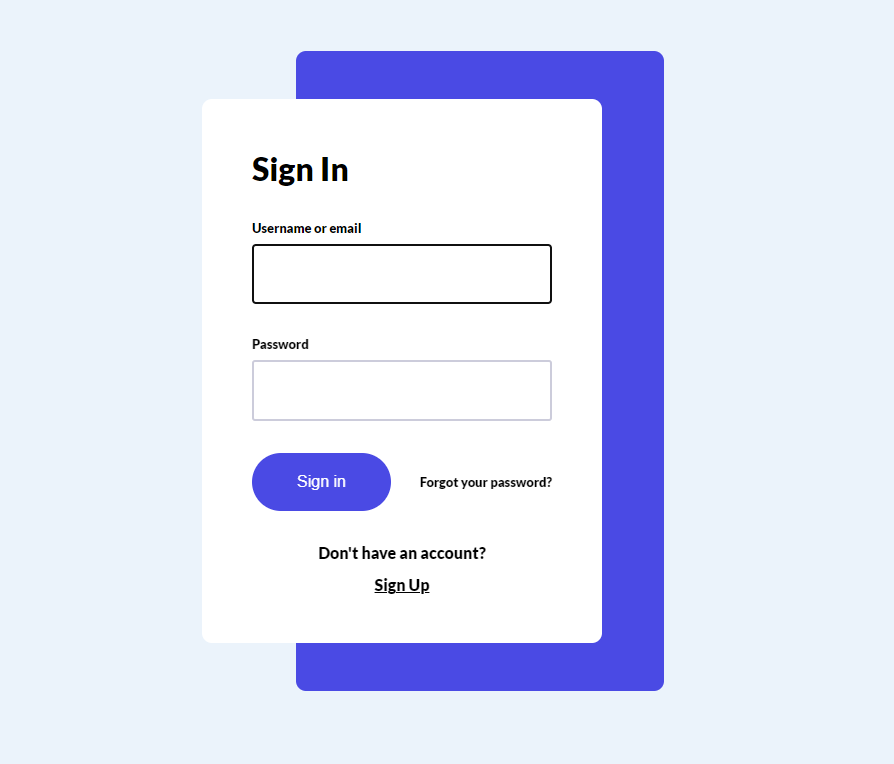 Sign In
Username or email
Password
Sign in
Forgot your password?
Don't have an account?
Sign Up